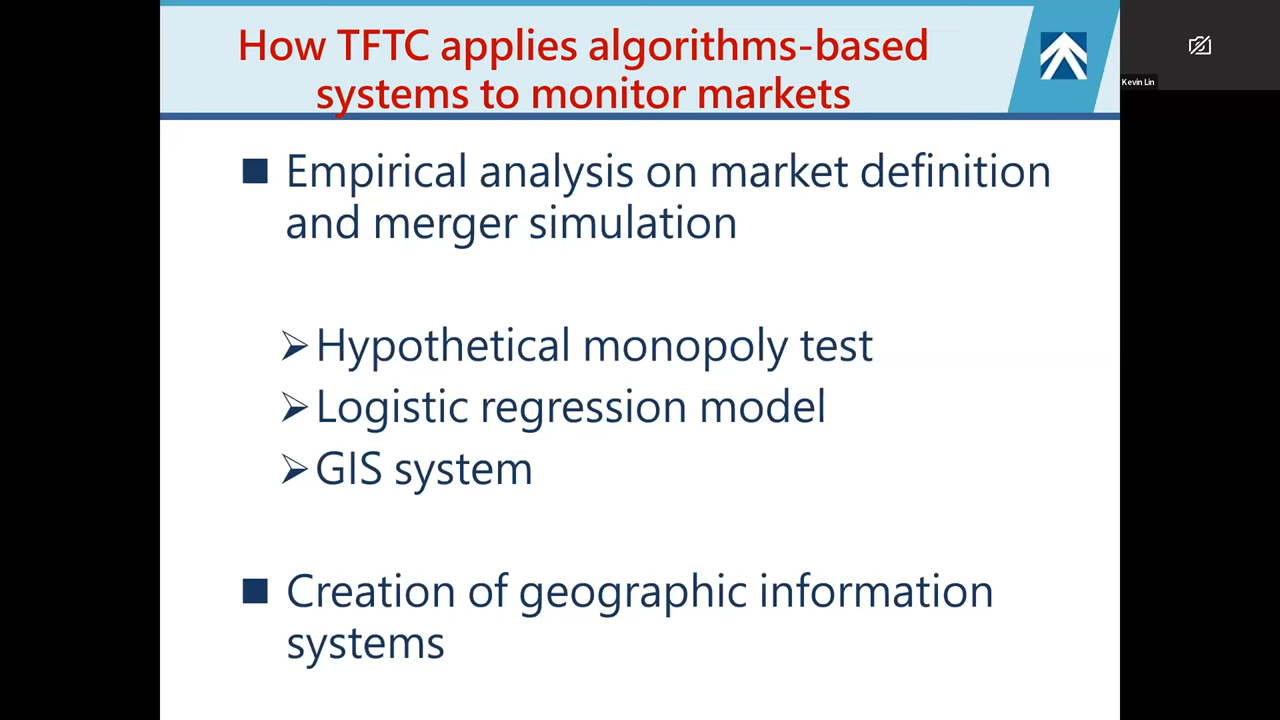 How TFTC applies algorithms-based
systems to monitor markets
Kevin Lin
Empirical analysis on market definition
and merger simulation
Hypothetical monopoly test
Logistic regression model
GIS system
Creation of geographic information
systems